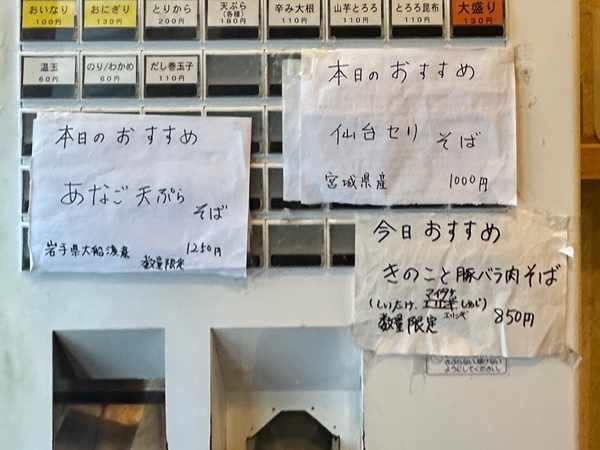 おいなり
100円
おにぎり
130円
とりから
200円
天ぷら
(各種)
180円
辛み大根
110円
山芋とろろ
110円
とろろ昆布
110円
大盛り
130円
温玉
60円
のり/わかめ
60円
だし巻玉子
110円
本日のおすすめ
仙台セリ そば
宮城県産 1000円
本日のおすすめ
あなご天ぷら そば
岩手県大船渡産 1250円
数量限定
今日おすすめ
きのこと豚バラ肉そば
マイタケ
(しいたけ、エリンギ、しめじ)
エリンギ
数量限定 850円
ようにしてください。